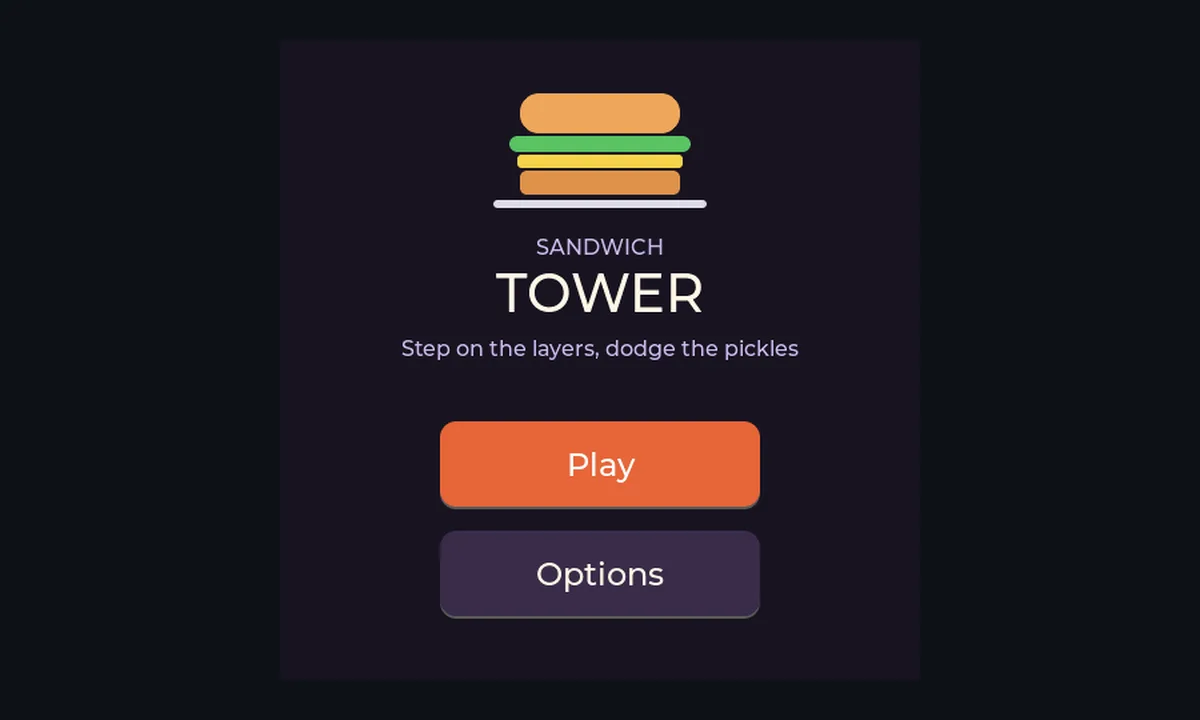 SANDWICH
TOWER
Step on the layers, dodge the pickles
Play
Options